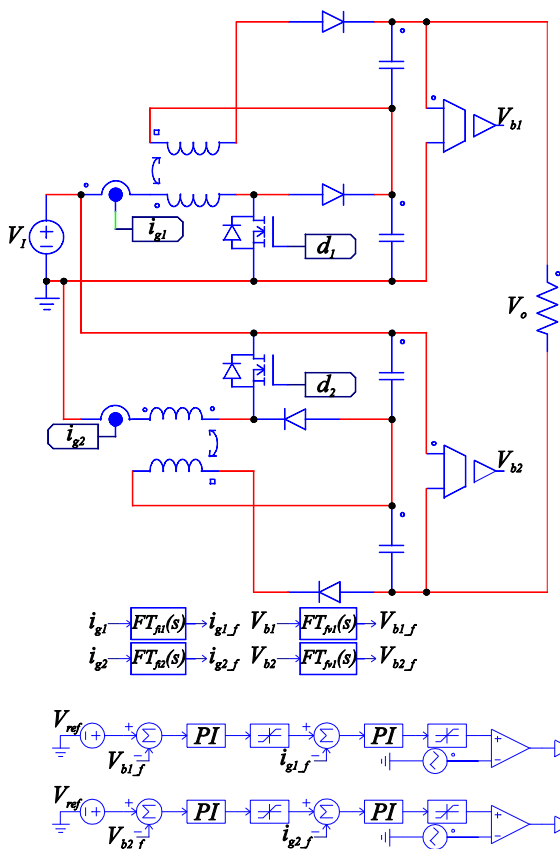 V_b1
i_g1
V_I
d_1
V_o
d_2
i_g2
V_b2
i_g1 FT_fi1(s) i_g1_f V_b1 FT_fv1(s) V_b1_f
i_g2 FT_fi2(s) i_g2_f V_b2 FT_fv1(s) V_b2_f
V_ref + Σ PI + Σ PI +
V_b1_f − i_g1_f − −
V_ref + Σ PI + Σ PI +
V_b2_f − i_g2_f − −